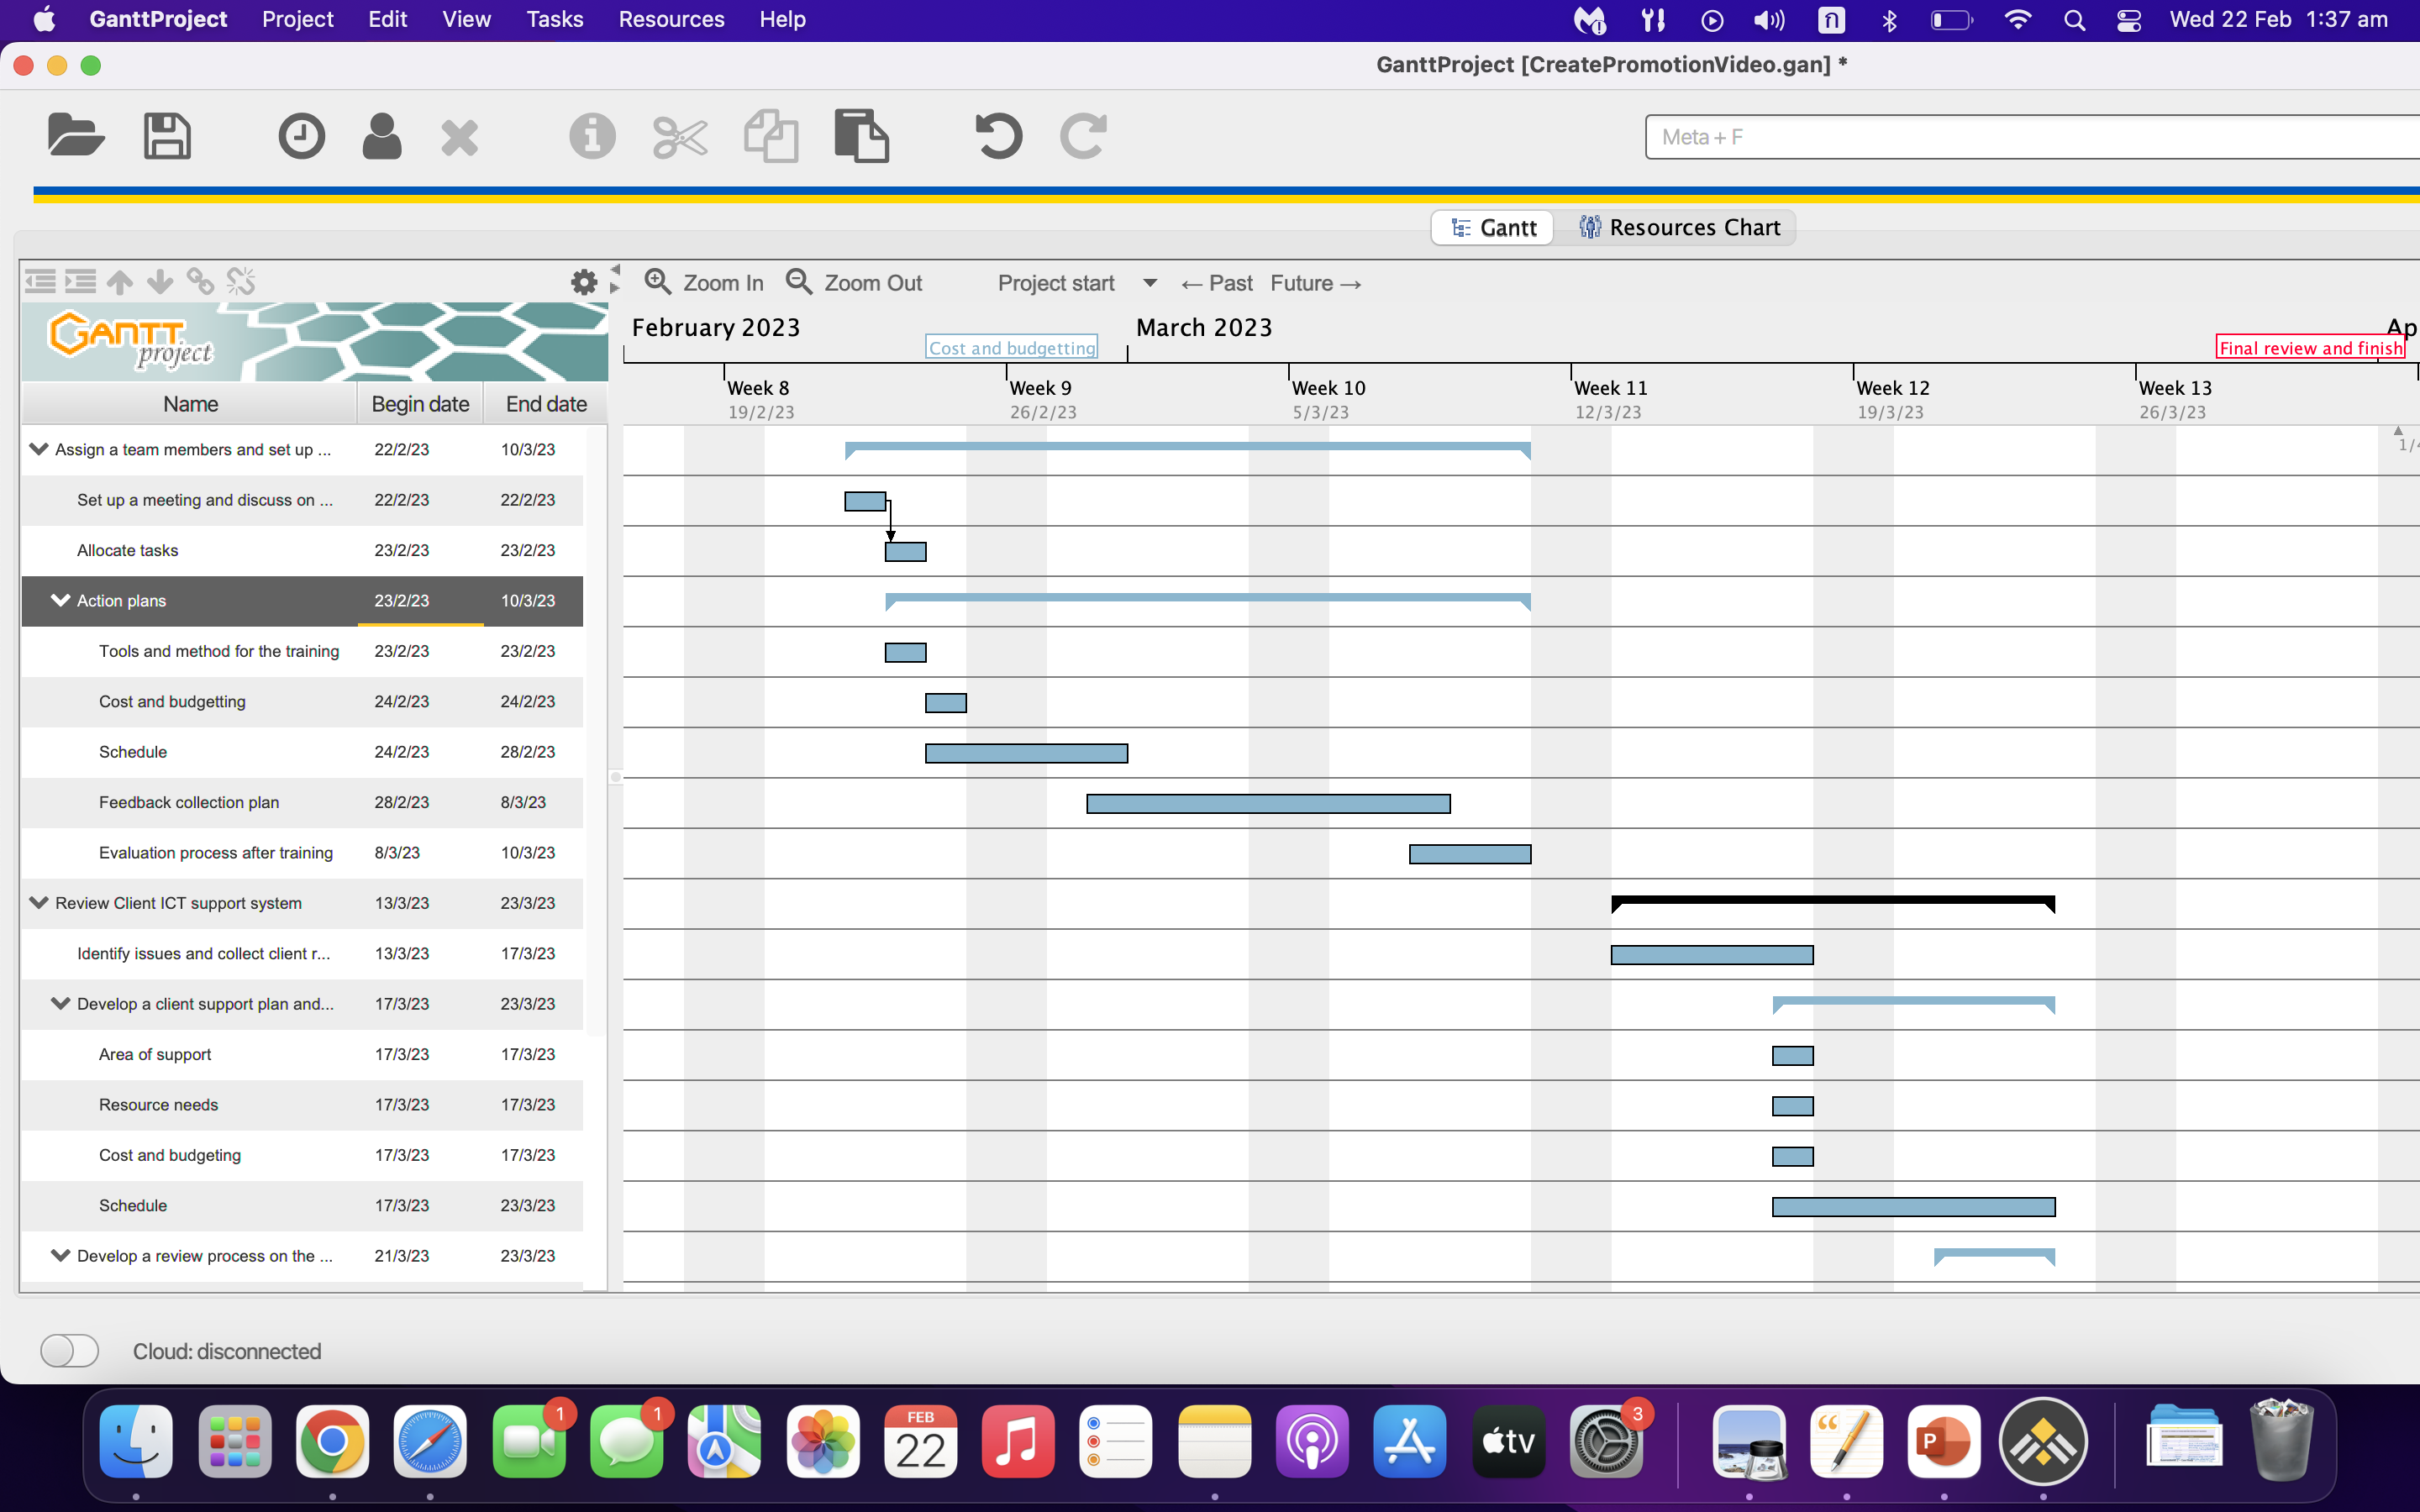 GanttProject Project Edit View Tasks Resources Help Wed 22 Feb 1:37 am
GanttProject [CreatePromotionVideo.gan] *
Meta + F
Gantt Resources Chart
Zoom In Zoom Out Project start ← Past Future →
GANTT project
February 2023 March 2023 Ap
Cost and budgetting Final review and finish
Name Begin date End date
Week 8 Week 9 Week 10 Week 11 Week 12 Week 13
19/2/23 26/2/23 5/3/23 12/3/23 19/3/23 26/3/23
Assign a team members and set up ... 22/2/23 10/3/23
Set up a meeting and discuss on ... 22/2/23 22/2/23
Allocate tasks 23/2/23 23/2/23
Action plans 23/2/23 10/3/23
Tools and method for the training 23/2/23 23/2/23
Cost and budgetting 24/2/23 24/2/23
Schedule 24/2/23 28/2/23
Feedback collection plan 28/2/23 8/3/23
Evaluation process after training 8/3/23 10/3/23
Review Client ICT support system 13/3/23 23/3/23
Identify issues and collect client r... 13/3/23 17/3/23
Develop a client support plan and... 17/3/23 23/3/23
Area of support 17/3/23 17/3/23
Resource needs 17/3/23 17/3/23
Cost and budgeting 17/3/23 17/3/23
Schedule 17/3/23 23/3/23
Develop a review process on the ... 21/3/23 23/3/23
Cloud: disconnected
1 1 FEB 22 tv 3 P